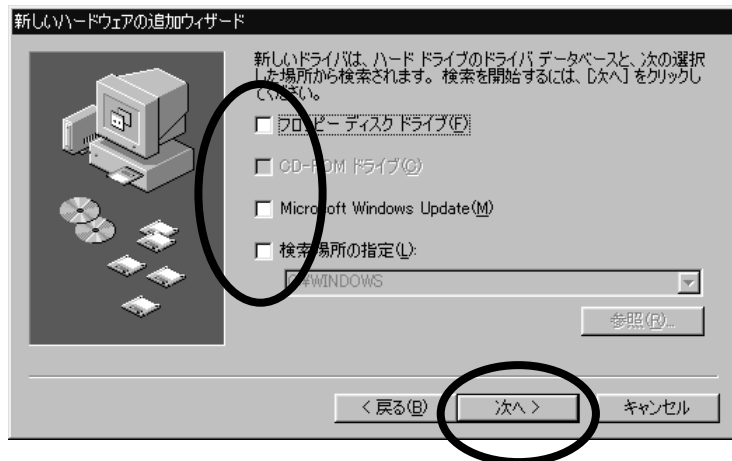 新しいハードウェアの追加ウィザード
新しいドライバは、ハード ドライブのドライバ データベースと、次の選択
した場所から検索されます。検索を開始するには、[次へ] をクリックし
てください。
フロッピー ディスク ドライブ(F)
CD-ROM ドライブ(C)
Microsoft Windows Update(M)
検索場所の指定(L):
C:¥WINDOWS
参照(R)...
< 戻る(B)
次へ >
キャンセル